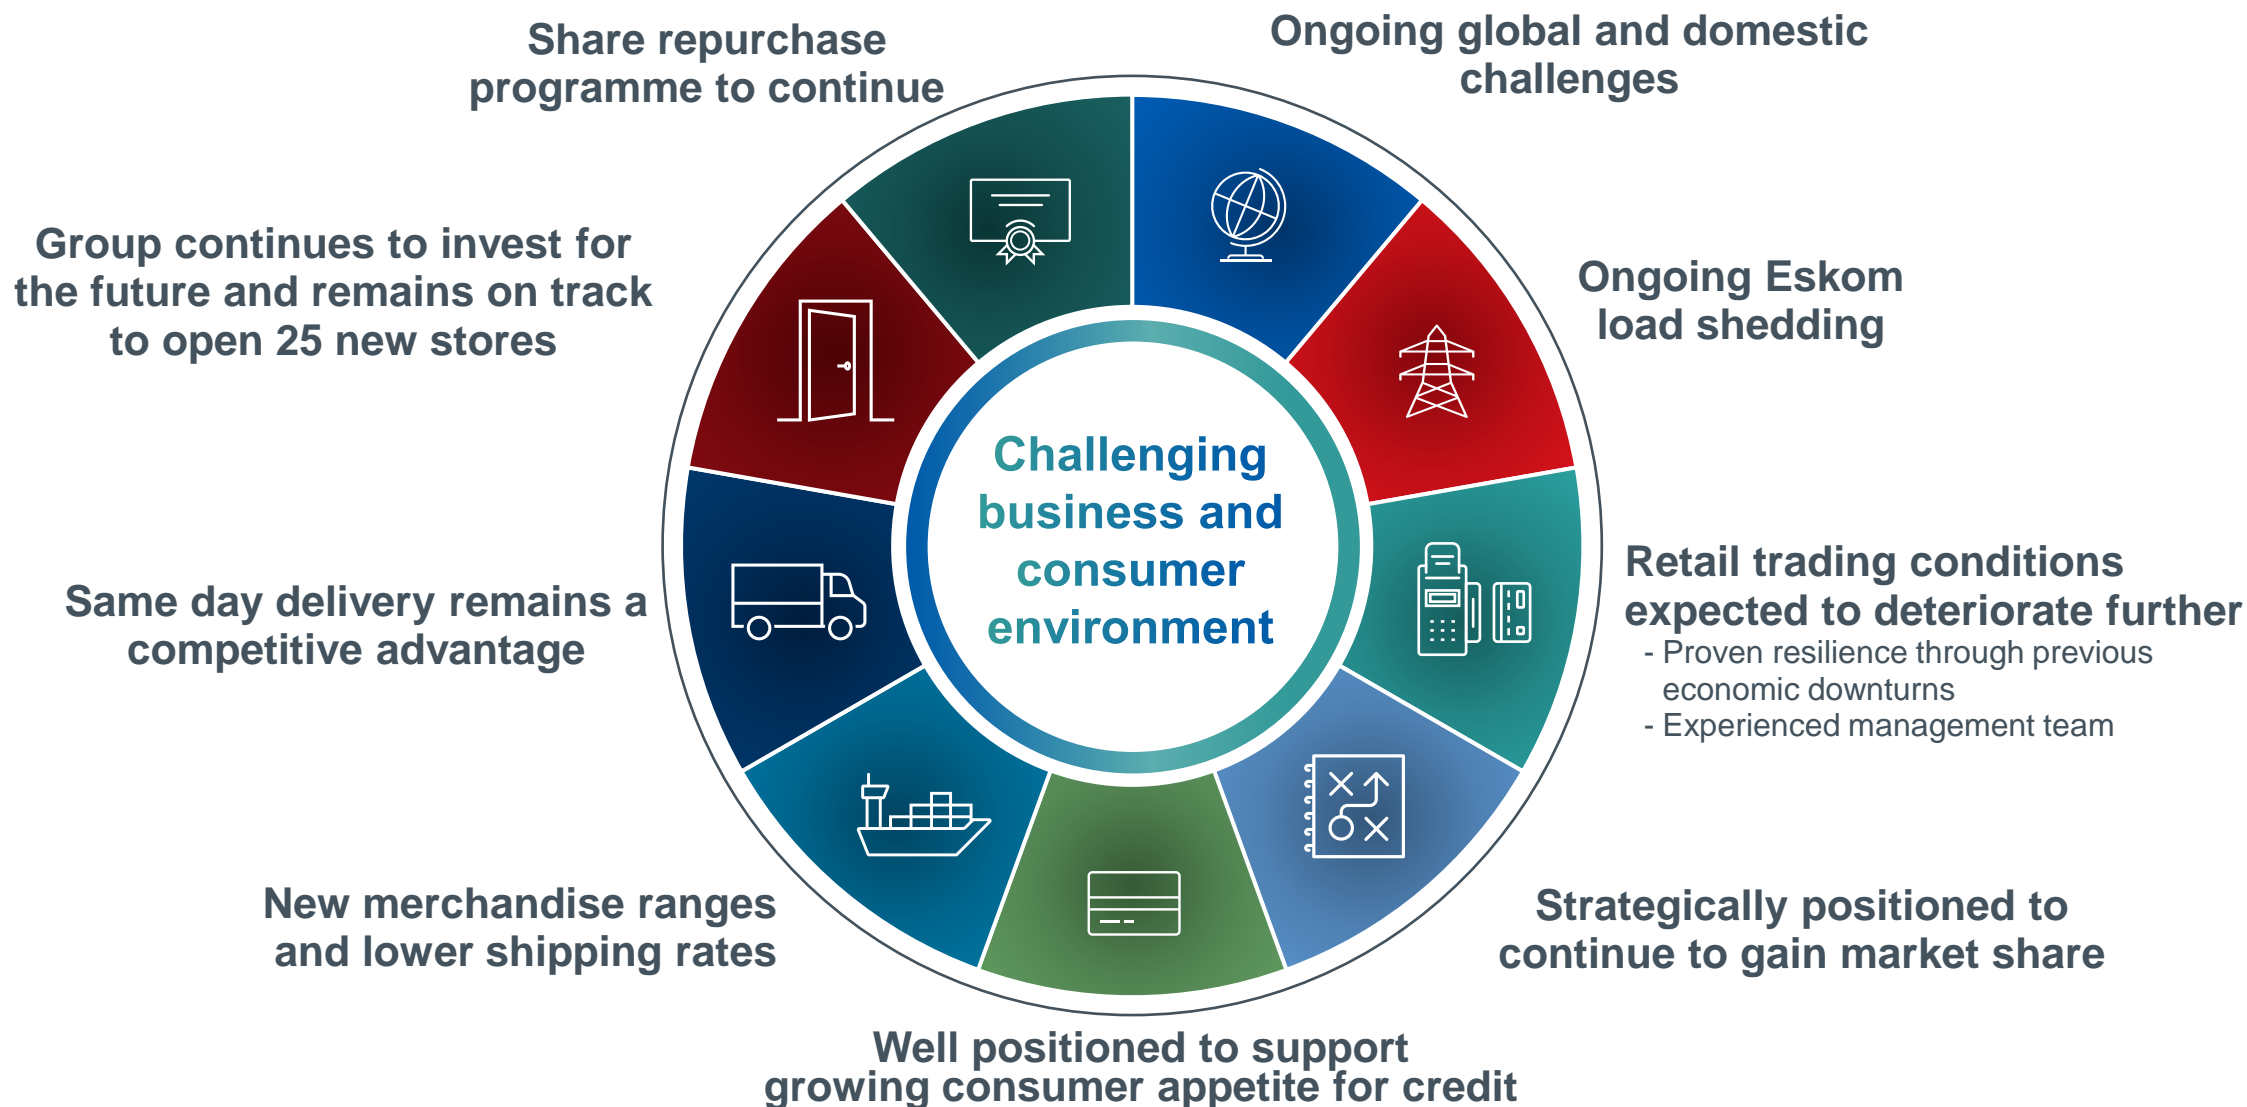 Share repurchase
programme to continue
Ongoing global and domestic
challenges
Group continues to invest for
the future and remains on track
to open 25 new stores
Ongoing Eskom
load shedding
Challenging
business and
consumer
environment
Same day delivery remains a
competitive advantage
Retail trading conditions
expected to deteriorate further
- Proven resilience through previous
economic downturns
- Experienced management team
New merchandise ranges
and lower shipping rates
Strategically positioned to
continue to gain market share
Well positioned to support
growing consumer appetite for credit